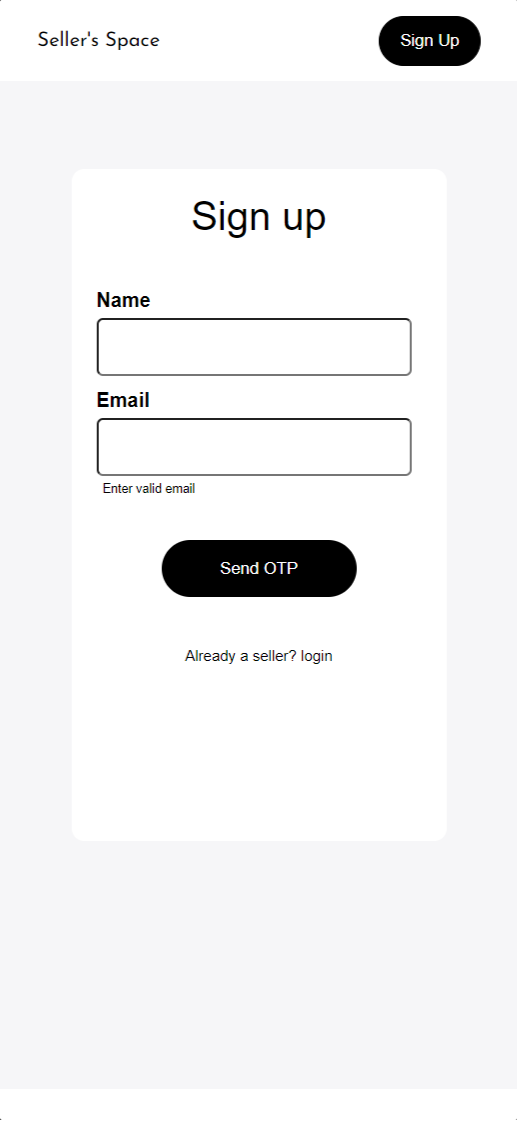 Seller's Space
Sign Up
Sign up
Name
Email
Enter valid email
Send OTP
Already a seller? login